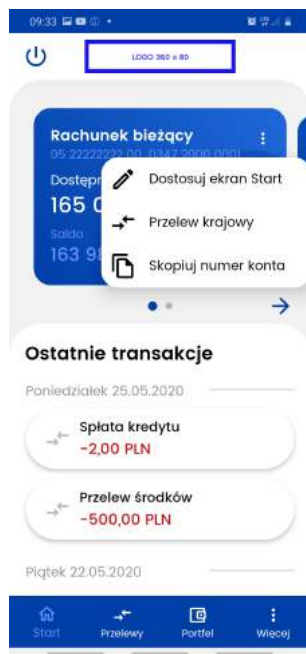 09:33
LOGO 360 x 80
Rachunek bieżący
05 22222222 00 0347 2000 0001
Dostęp
165 0
Saldo
163 9
Dostosuj ekran Start
Przelew krajowy
Skopiuj numer konta
Ostatnie transakcje
Poniedziałek 25.05.2020
Spłata kredytu
-2,00 PLN
Przelew środków
-500,00 PLN
Piątek 22.05.2020
Start Przelewy Portfel Więcej